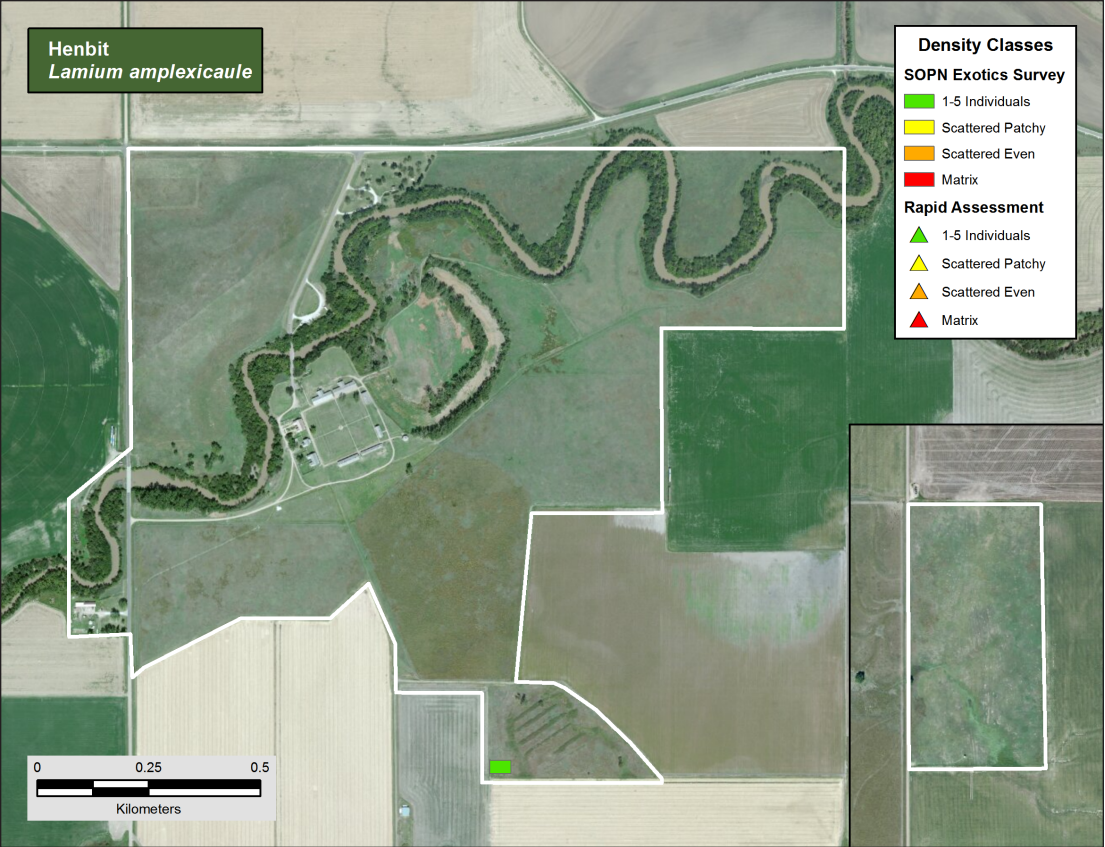 Henbit
Lamium amplexicaule
Density Classes
SOPN Exotics Survey
1-5 Individuals
Scattered Patchy
Scattered Even
Matrix
Rapid Assessment
1-5 Individuals
Scattered Patchy
Scattered Even
Matrix
0 0.25 0.5
Kilometers